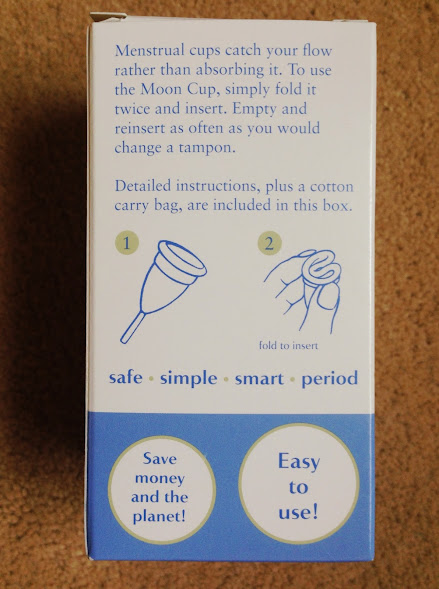 Menstrual cups catch your flow
rather than absorbing it. To use
the Moon Cup, simply fold it
twice and insert. Empty and
reinsert as often as you would
change a tampon.
Detailed instructions, plus a cotton
carry bag, are included in this box.
1
2
fold to insert
safe • simple • smart • period
Save
money
and the
planet!
Easy
to
use!